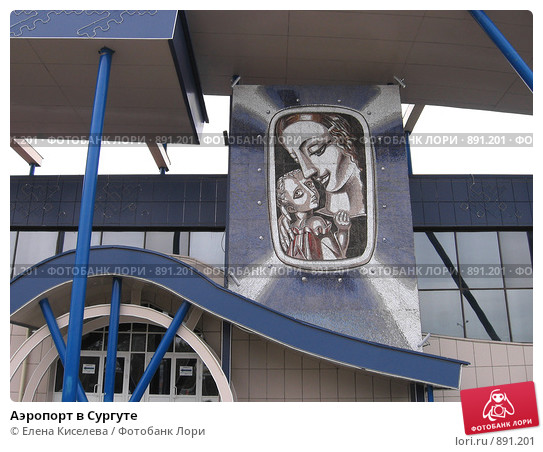 201 · ФОТОБАНК ЛОРИ · 891.201 · ФОТОБАНК ЛОРИ · 891.201 · ФОТОБАНК ЛОРИ · 891.201 · ФО
.201 · ФОТОБАНК ЛОРИ · 891.201 · ФОТОБАНК ЛОРИ · 891.201 · ФОТОБАНК ЛОРИ · 891.201 · ФО
Аэропорт в Сургуте
© Елена Киселева / Фотобанк Лори
ФОТОБАНК ЛОРИ
lori.ru / 891.201